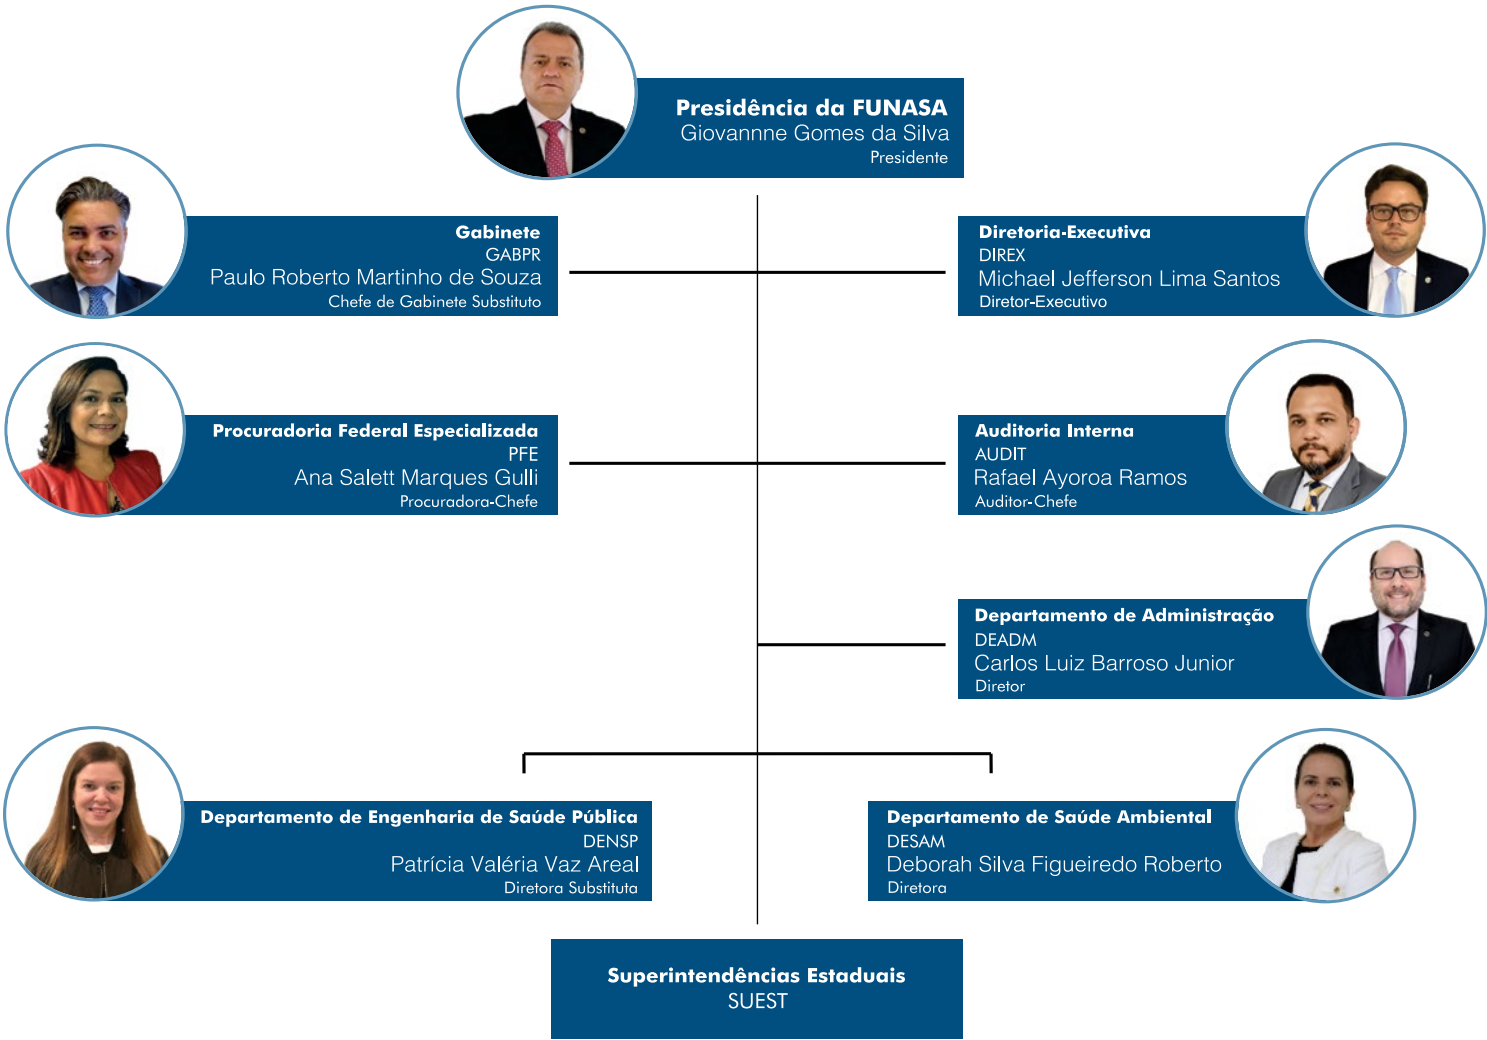 Presidência da FUNASA
Giovannne Gomes da Silva
Presidente
Gabinete
GABPR
Paulo Roberto Martinho de Souza
Chefe de Gabinete Substituto
Diretoria-Executiva
DIREX
Michael Jefferson Lima Santos
Diretor-Executivo
Procuradoria Federal Especializada
PFE
Ana Salett Marques Gulli
Procuradora-Chefe
Auditoria Interna
AUDIT
Rafael Ayoroa Ramos
Auditor-Chefe
Departamento de Administração
DEADM
Carlos Luiz Barroso Junior
Diretor
Departamento de Engenharia de Saúde Pública
DENSP
Patrícia Valéria Vaz Areal
Diretora Substituta
Departamento de Saúde Ambiental
DESAM
Deborah Silva Figueiredo Roberto
Diretora
Superintendências Estaduais
SUEST